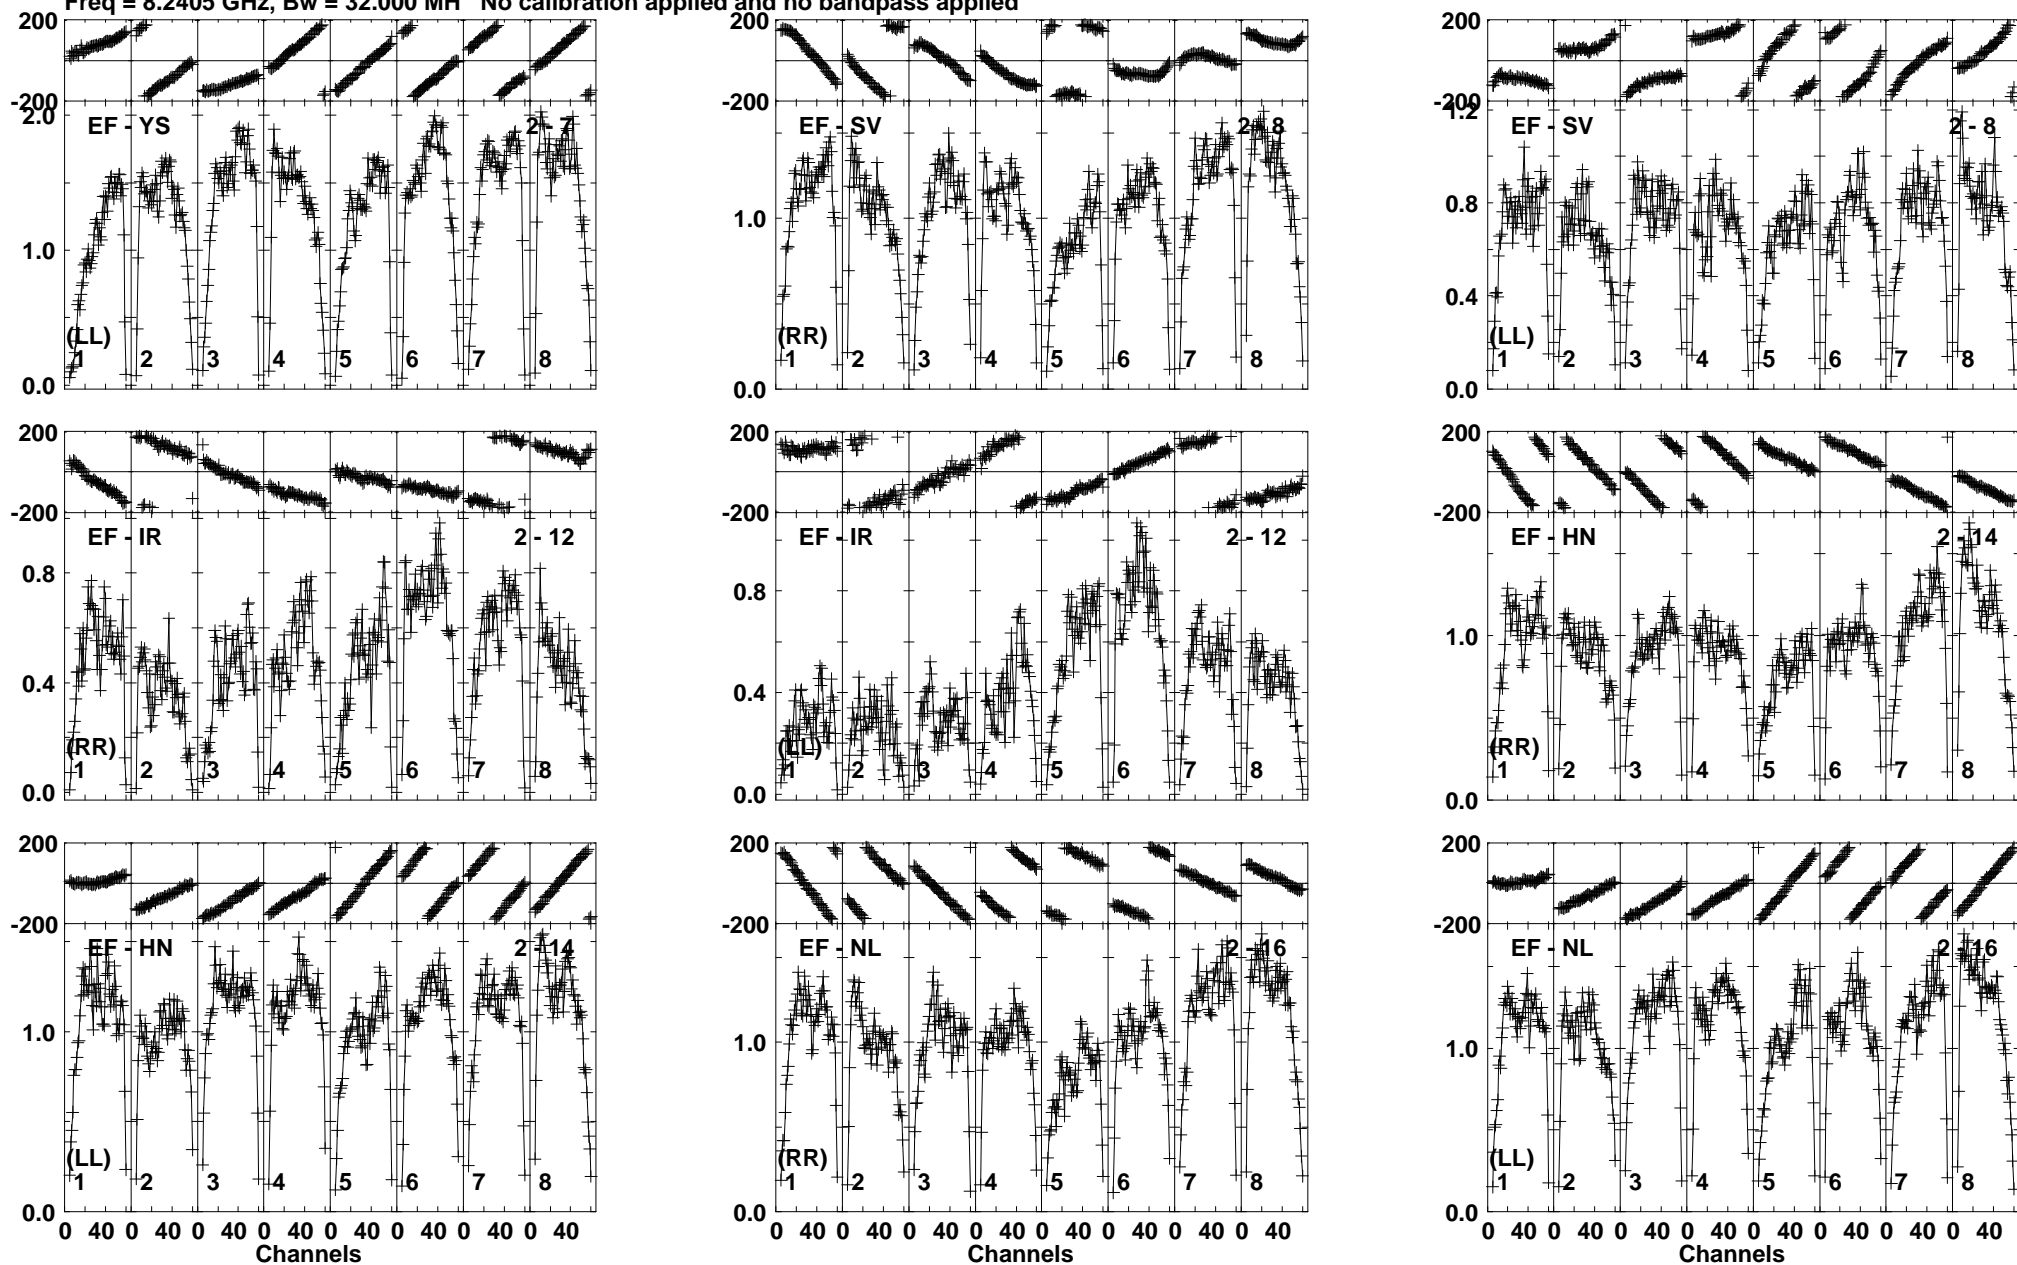 Freq = 8.2405 GHz, Bw = 32.000 MH No calibration applied and no bandpass applied
200 200 200
-200 -200 -200
2.0 1.2
EF - YS 2 - 7 EF - SV 2 - 8 EF - SV 2 - 8
0.8
1.0 1.0
0.4
(LL) (RR) (LL)
1 2 3 4 5 6 7 8 1 2 3 4 5 6 7 8 1 2 3 4 5 6 7 8
0.0 0.0 0.0
200 200 200
-200 -200 -200
EF - IR 2 - 12 EF - IR 2 - 12 EF - HN 2 - 14
0.8 0.8
1.0
0.4 0.4
(RR) (LL) (RR)
1 2 3 4 5 6 7 8 1 2 3 4 5 6 7 8 1 2 3 4 5 6 7 8
0.0 0.0 0.0
200 200 200
-200 -200 -200
EF - HN 2 - 14 EF - NL 2 - 16 EF - NL 2 - 16
1.0 1.0 1.0
(LL) (RR) (LL)
1 2 3 4 5 6 7 8 1 2 3 4 5 6 7 8 1 2 3 4 5 6 7 8
0.0 0.0 0.0
0 40 0 40 0 40 0 40 0 40 0 40 0 40 0 40 0 40 0 40 0 40 0 40 0 40 0 40 0 40 0 40 0 40 0 40 0 40 0 40 0 40 0 40 0 40 0 40
Channels Channels Channels